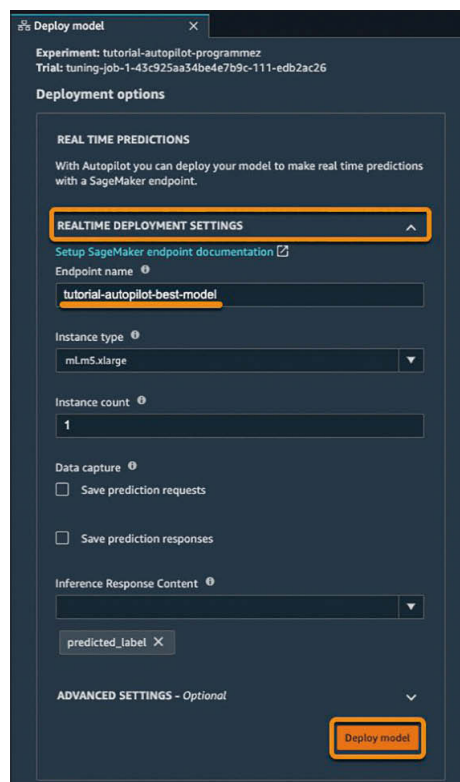 Deploy model
Experiment: tutorial-autopilot-programmez
Trial: tuning-job-1-43c925aa34be4e7b9c-111-edb2ac26
Deployment options
REAL TIME PREDICTIONS
With Autopilot you can deploy your model to make real time predictions
with a SageMaker endpoint.
REALTIME DEPLOYMENT SETTINGS
Setup SageMaker endpoint documentation
Endpoint name
tutorial-autopilot-best-model
Instance type
ml.m5.xlarge
Instance count
1
Data capture
Save prediction requests
Save prediction responses
Inference Response Content
predicted_label
ADVANCED SETTINGS - Optional
Deploy model